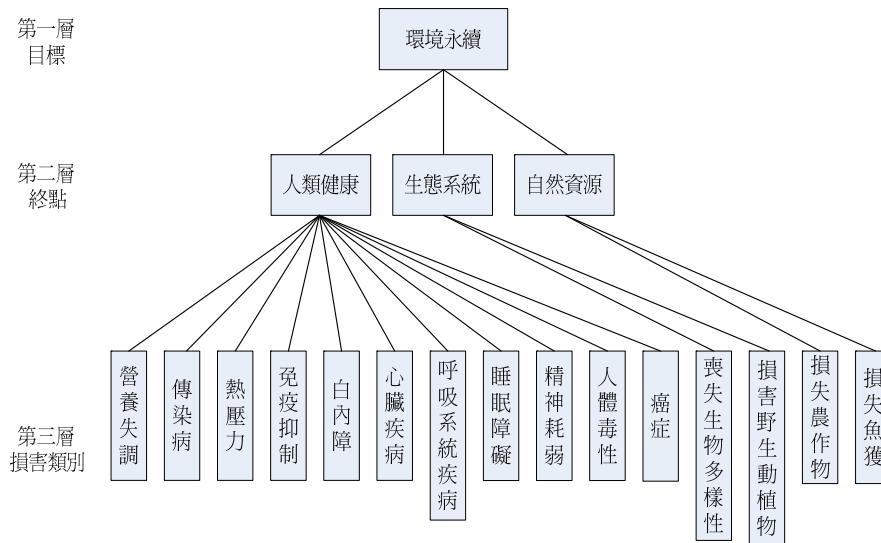 第一層
目標
環境永續
第二層
終點
人類健康
生態系統
自然資源
第三層
損害類別
營養失調
傳染病
熱壓力
免疫抑制
白內障
心臟疾病
呼吸系統疾病
睡眠障礙
精神耗弱
人體毒性
癌症
喪失生物多樣性
損害野生動植物
損失農作物
損失魚獲